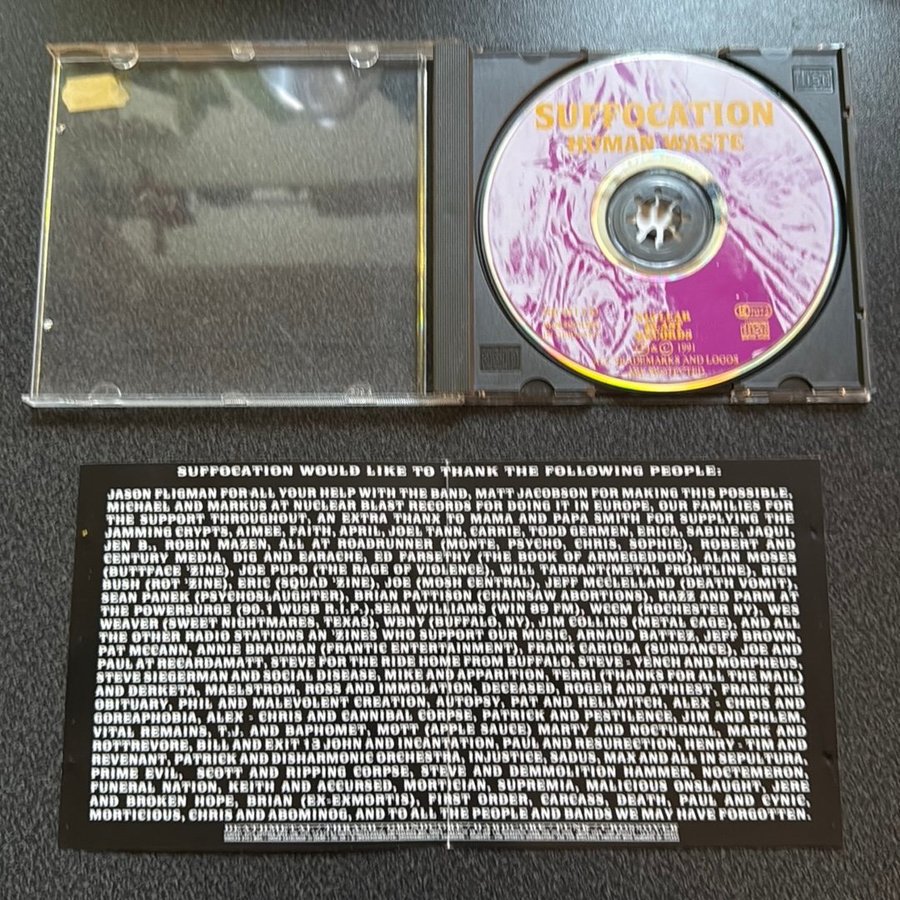 SUFFOCATION
HUMAN WASTE
NUCLEAR
BLAST
RECORDS
& © 1991
TRADEMARKS AND LOGOS
ARE PROTECTED
SUFFOCATION WOULD LIKE TO THANK THE FOLLOWING PEOPLE:
JASON FLIGMAN FOR ALL YOUR HELP WITH THE BAND, MATT JACOBSON FOR MAKING THIS POSSIBLE,
MICHAEL AND MARKUS AT NUCLEAR BLAST RECORDS FOR DOING IT IN EUROPE, OUR FAMILIES FOR
THE SUPPORT THROUGHOUT, AN EXTRA THANX TO MAMA AND PAPA SMITH FOR SUPPLYING THE
JAMMING CRYPT, AIMEE, FAITH, APRIL, JOEL TANN, CARRIE, TODD GERNI, ERICA SABINE, JAQUI,
JEN B., ROBIN MAZEN, ALL AT ROADRUNNER (MONTE, PSYCHO, CHRIS, SOPHIE), ROBERT AT
CENTURY MEDIA, DAN AND EARACHE, ED FARSETHY (THE BOOK OF ARMEGEDDON), ALAN MOSES
(BUTTFACE 'ZINE), JOE PUPO (THE RAGE OF VIOLENCE), WILL TARRANT (METAL FRONTLINE), RAY
BUSH (ROT 'ZINE), ERIC (SQUAD 'ZINE), JOE (MOSH CENTRAL), JEFF MCCLELLAND (DEATH VOMIT),
SEAN PANEK (PSYCHOSLAUGHTER), BRIAN PATTISON (CHAINSAW ABORTIONS), RAZZ AND PARM AT
THE POWERSURGE (90.1 WUSB R.I.P.), SEAN WILLIAMS (WIN 89 FM), WCCM (ROCHESTER NY), WES
WEAVER (SWEET NIGHTMARES, TEXAS), WBNY (BUFFALO, NY), JIM COLLINS (METAL SAGE), AND ALL
THE OTHER RADIO STATIONS AN 'ZINES WHO SUPPORT OUR MUSIC, ARNAUD BATTEZ, JEFF BROWN,
PAT MCCANN, ANNIE BRAUMAN (FRANTIC ENTERTAINMENT), FRANK CARIOLA (SUNDANCE), JOE AND
PAUL AT RECARDAMATT, STEVE FOR THE RIDE HOME FROM BUFFALO, STEVE : VENCH AND MORPHEUS,
STEVE SIEGERMAN AND SOCIAL DISEASE, MIKE AND APPARITION, TERRI (THANKS FOR ALL THE MAIL)
AND DERKETA, MAELSTROM, ROSS AND IMMOLATION, DECEASED, ROGER AND ATHIEST, FRANK AND
OBITUARY, PHIL AND MALEVOLENT CREATION, AUTOPSY, PAT AND HELLWITCH, ALEX : CHRIS AND
GOREAPHOBIA, ALEX : CHRIS AND CANNIBAL CORPSE, PATRICK AND PESTILENCE, JIM AND PHLEM,
VITAL REMAINS, T.J. AND BAPHOMET, MOTT (APPLE SAUCE) MARTY AND NOCTURNAL, MARK AND
ROTTREVORE, BILL AND EXIT 13 JOHN AND INCANTATION, PAUL AND RESURECTION, HENRY : TIM AND
REVENANT, PATRICK AND DISHARMONIC ORCHESTRA, INJUSTICE, SADUS, MAX AND ALL IN SEPULTURA,
PRIME EVIL, SCOTT AND RIPPING CORPSE, STEVE AND DEMMOLITION HAMMER, NOCTEMERON,
FUNERAL NATION, KEITH AND ACCURSED, MORTICIAN, SUPREMIA, MALICIOUS ONSLAUGHT, JERE
AND BROKEN HOPE, BRIAN (EX-EXMORTIS), FIRST ORDER, CARCASS, DEATH, PAUL AND CYNIC,
MORTICIOUS, CHRIS AND ABOMINOG, AND TO ALL THE PEOPLE AND BANDS WE MAY HAVE FORGOTTEN.